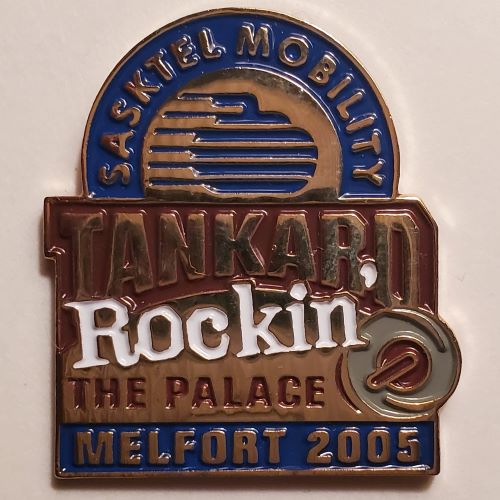 SASKTEL MOBILITY
TANKARD
Rockin'
THE PALACE
MELFORT 2005